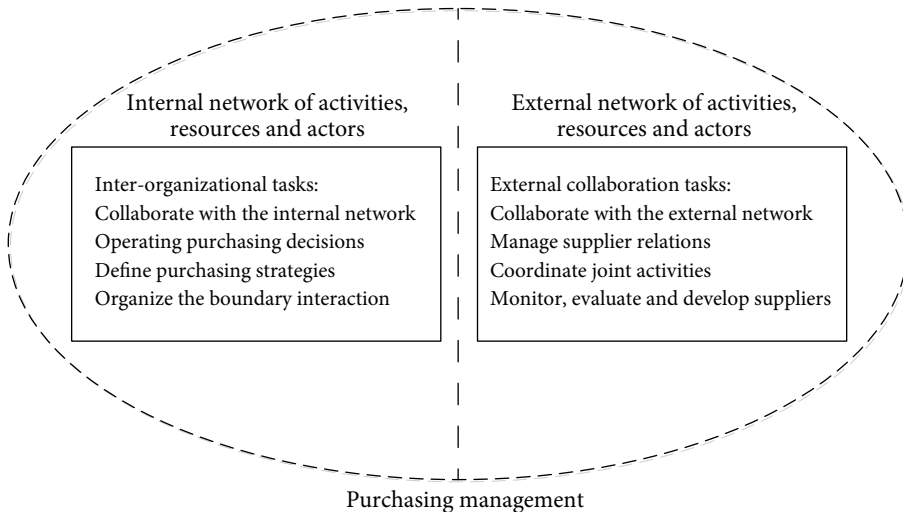 Internal network of activities,
resources and actors
Inter-organizational tasks:
Collaborate with the internal network
Operating purchasing decisions
Define purchasing strategies
Organize the boundary interaction
External network of activities,
resources and actors
External collaboration tasks:
Collaborate with the external network
Manage supplier relations
Coordinate joint activities
Monitor, evaluate and develop suppliers
Purchasing management